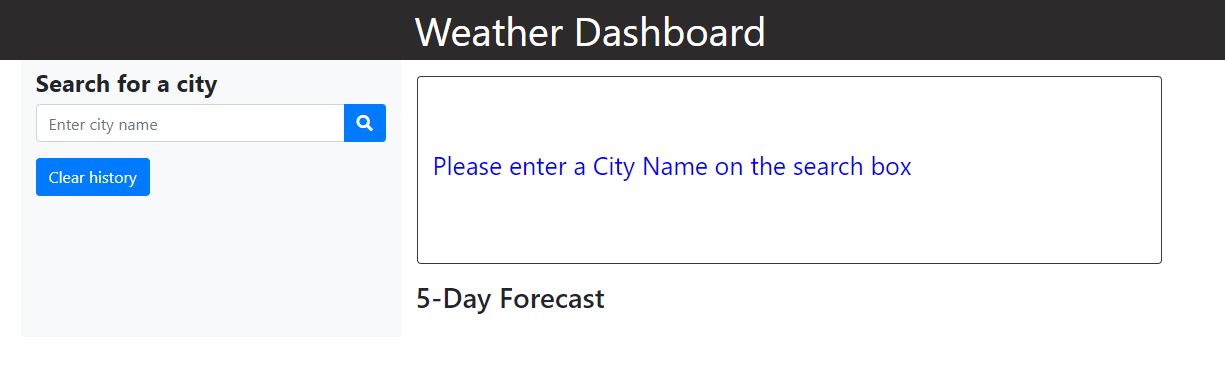 Weather Dashboard
Search for a city
Enter city name
Clear history
Please enter a City Name on the search box
5-Day Forecast